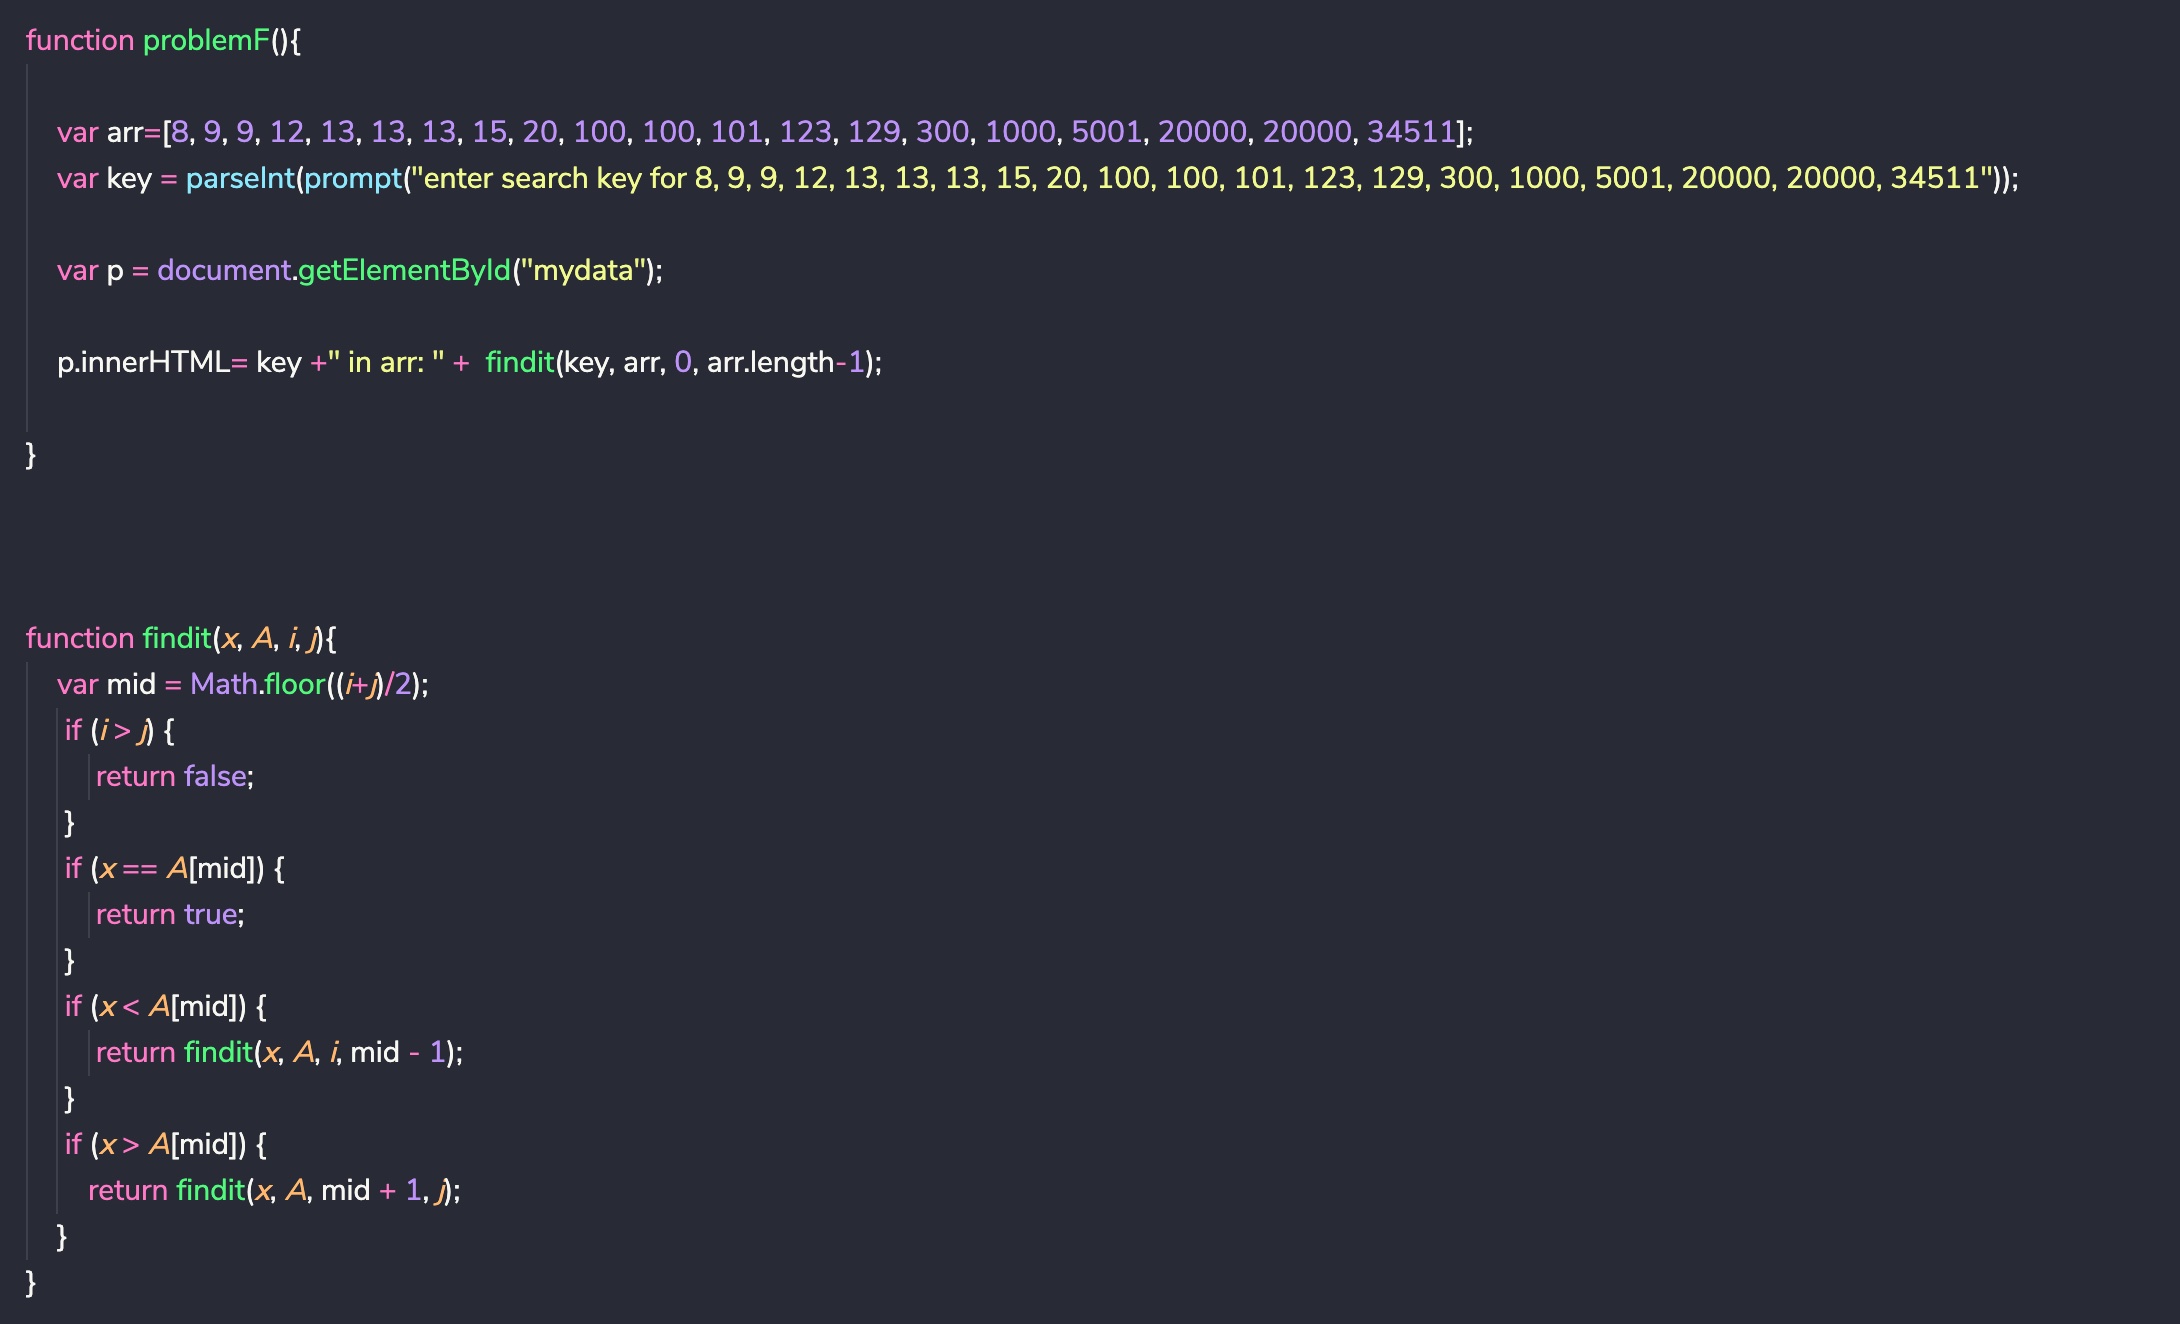 function problemF(){
var arr=[8, 9, 9, 12, 13, 13, 13, 15, 20, 100, 100, 101, 123, 129, 300, 1000, 5001, 20000, 20000, 34511];
var key = parseInt(prompt("enter search key for 8, 9, 9, 12, 13, 13, 13, 15, 20, 100, 100, 101, 123, 129, 300, 1000, 5001, 20000, 20000, 34511"));
var p = document.getElementById("mydata");
p.innerHTML= key +" in arr: " +  findit(key, arr, 0, arr.length-1);
}
function findit(x, A, i, j){
var mid = Math.floor((i+j)/2);
if (i > j) {
return false;
}
if (x == A[mid]) {
return true;
}
if (x < A[mid]) {
return findit(x, A, i, mid - 1);
}
if (x > A[mid]) {
return findit(x, A, mid + 1, j);
}
}